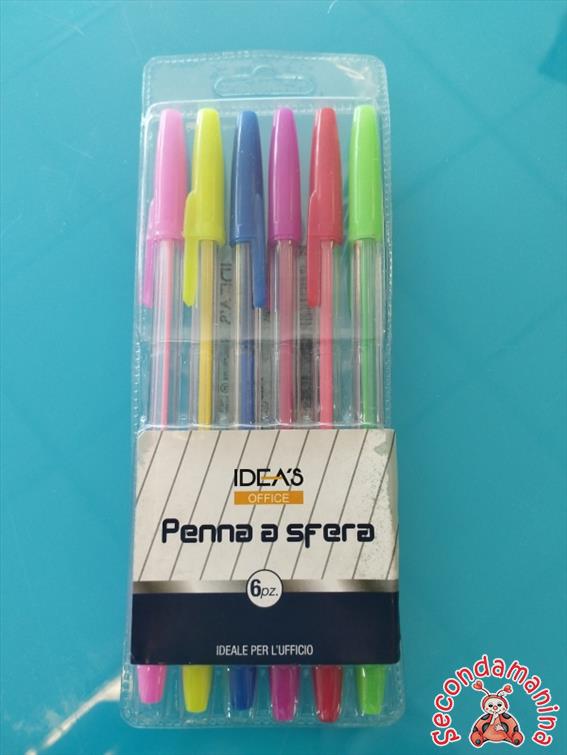 IDEA'S
OFFICE
Penna a sfera
6pz.
IDEALE PER L'UFFICIO
Secondamanina